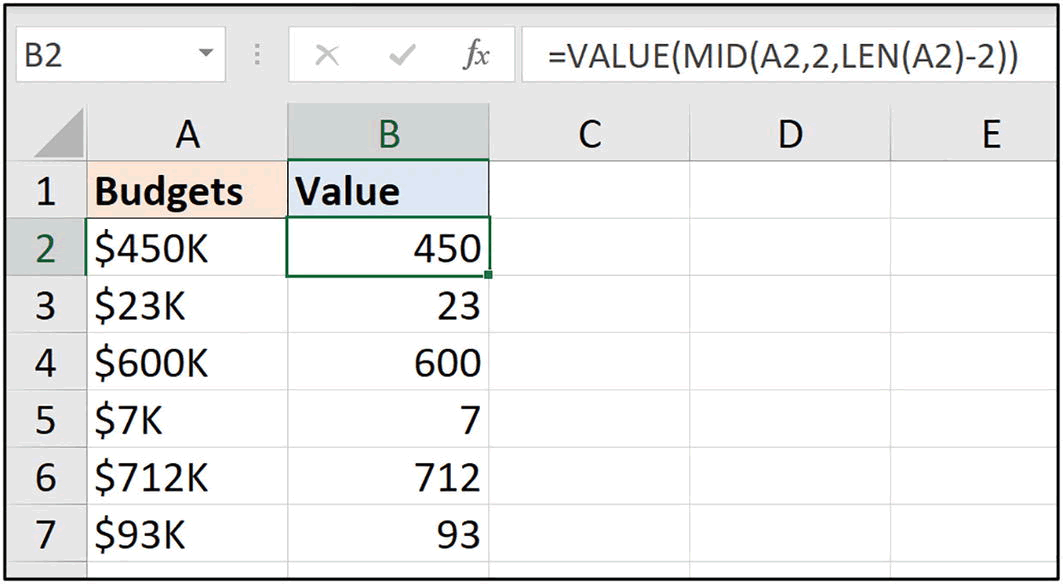 B2 fx =VALUE(MID(A2,2,LEN(A2)-2))
A B C D E
1 Budgets Value
2 $450K 450
3 $23K 23
4 $600K 600
5 $7K 7
6 $712K 712
7 $93K 93